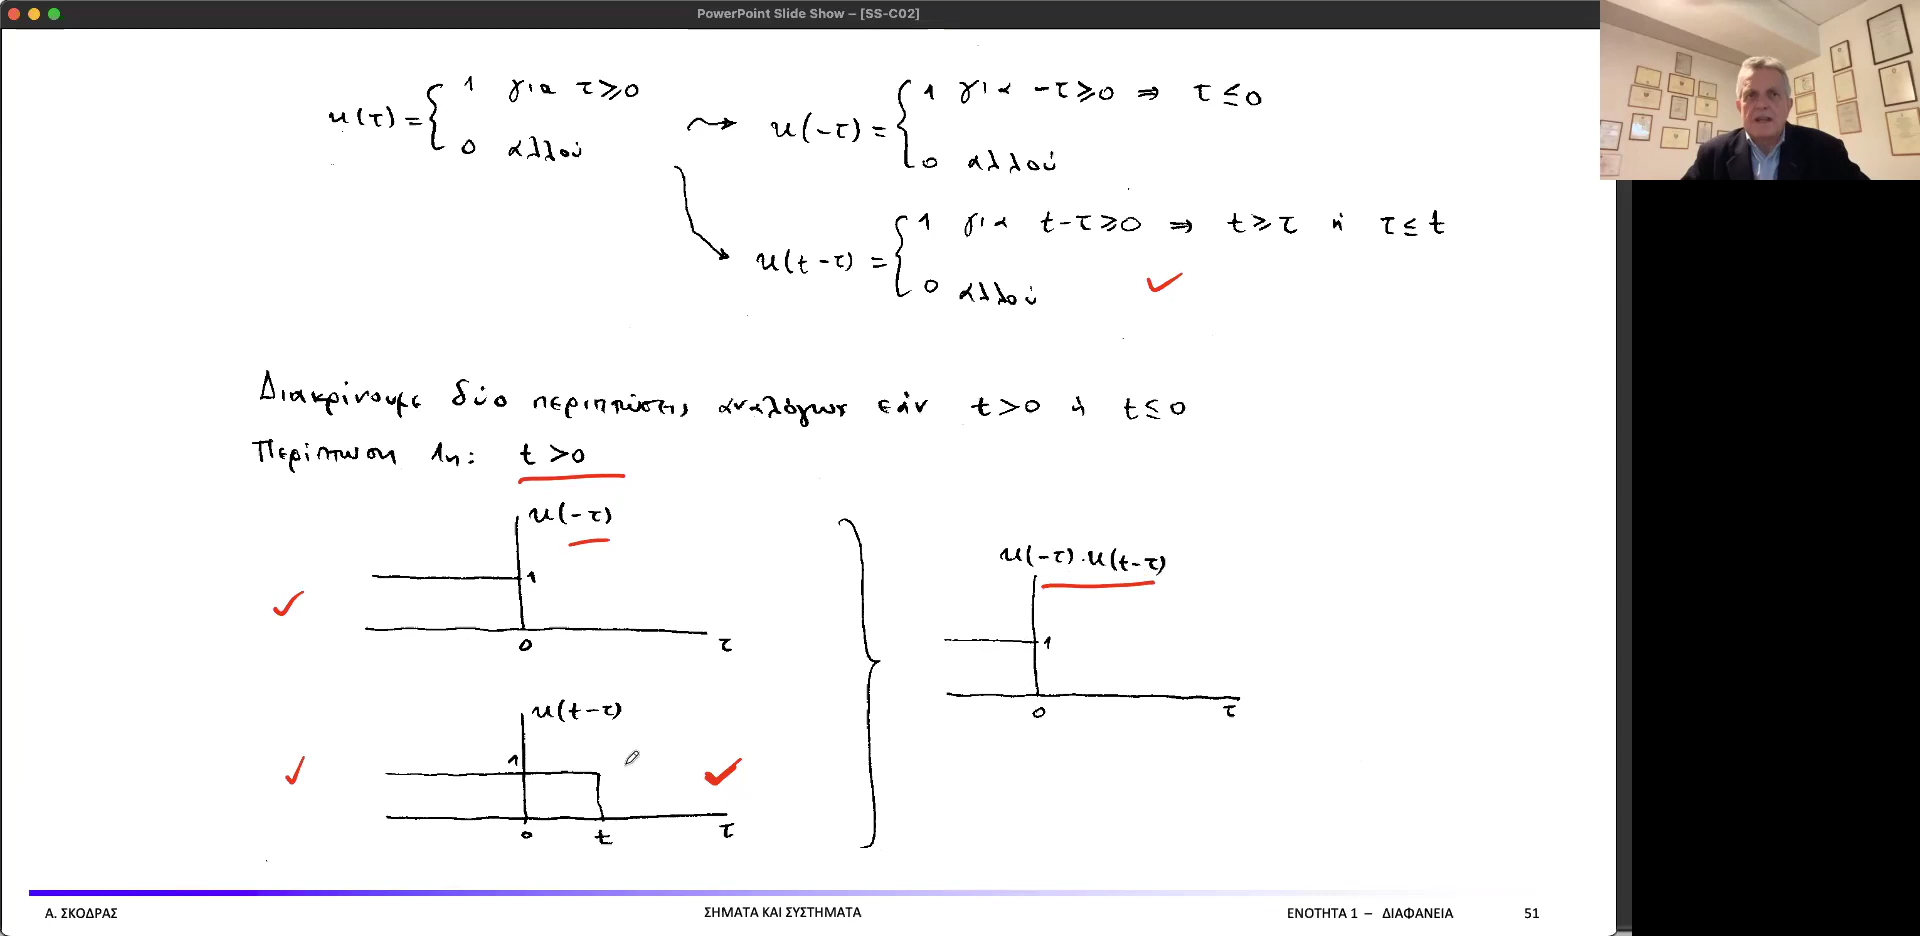 PowerPoint Slide Show – [SS-C02]
u(τ) = { 1 για τ ≥ 0
0 αλλού
u(-τ) = { 1 για -τ ≥ 0 ⇒ τ ≤ 0
0 αλλού
u(t-τ) = { 1 για t-τ ≥ 0 ⇒ t ≥ τ ή τ ≤ t
0 αλλού
Διακρίνουμε δύο περιπτώσεις αναλόγως εάν t > 0 ή t ≤ 0
Περίπτωση 1η: t > 0
u(-τ)
1
0
τ
u(t-τ)
1
0
t
τ
u(-τ)·u(t-τ)
1
0
τ
Α. ΣΚΟΔΡΑΣ
ΣΗΜΑΤΑ ΚΑΙ ΣΥΣΤΗΜΑΤΑ
ΕΝΟΤΗΤΑ 1 – ΔΙΑΦΑΝΕΙΑ 51